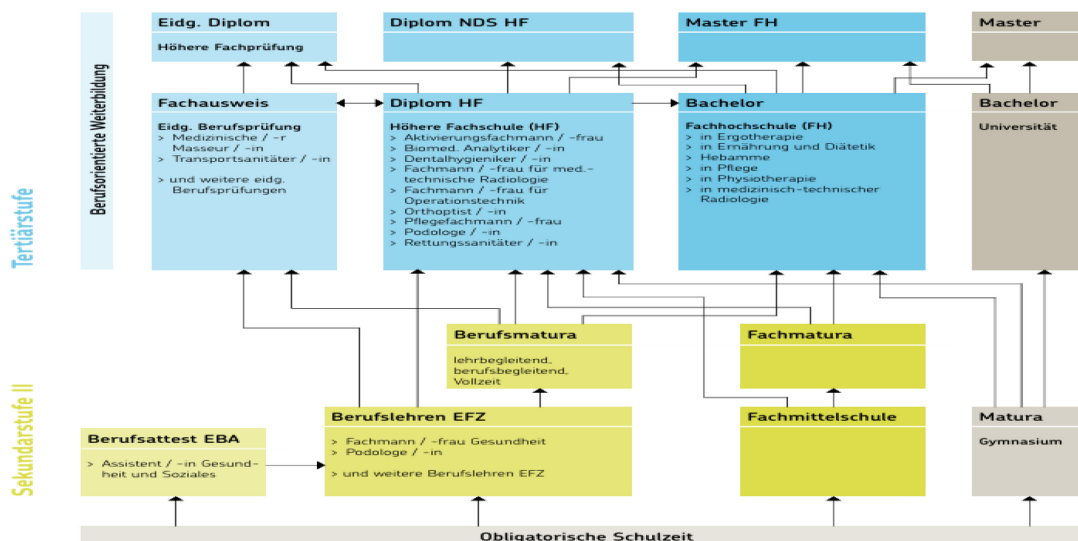 Eidg. Diplom
Höhere Fachprüfung
Diplom NDS HF
Master FH
Master
Berufsorientierte Weiterbildung
Tertiärstufe
Fachausweis
Eidg. Berufsprüfung
> Medizinische / -r
Masseur / -in
> Transportsanitäter / -in
> und weitere eidg.
Berufsprüfungen
Diplom HF
Höhere Fachschule (HF)
> Aktivierungsfachmann / -frau
> Biomed. Analytiker / -in
> Dentalhygieniker / -in
> Fachmann / -frau für med.-
technische Radiologie
> Fachmann / -frau für
Operationstechnik
> Orthoptist / -in
> Pflegefachmann / -frau
> Podologe / -in
> Rettungssanitäter / -in
Bachelor
Fachhochschule (FH)
> in Ergotherapie
> in Ernährung und Diätetik
> Hebamme
> in Pflege
> in Physiotherapie
> in medizinisch-technischer
Radiologie
Bachelor
Universität
Sekundarstufe II
Berufsmatura
lehrbegleitend,
berufsbegleitend,
Vollzeit
Fachmatura
Berufsattest EBA
> Assistent / -in Gesund-
heit und Soziales
Berufslehren EFZ
> Fachmann / -frau Gesundheit
> Podologe / -in
> und weitere Berufslehren EFZ
Fachmittelschule
Matura
Gymnasium
Obligatorische Schulzeit